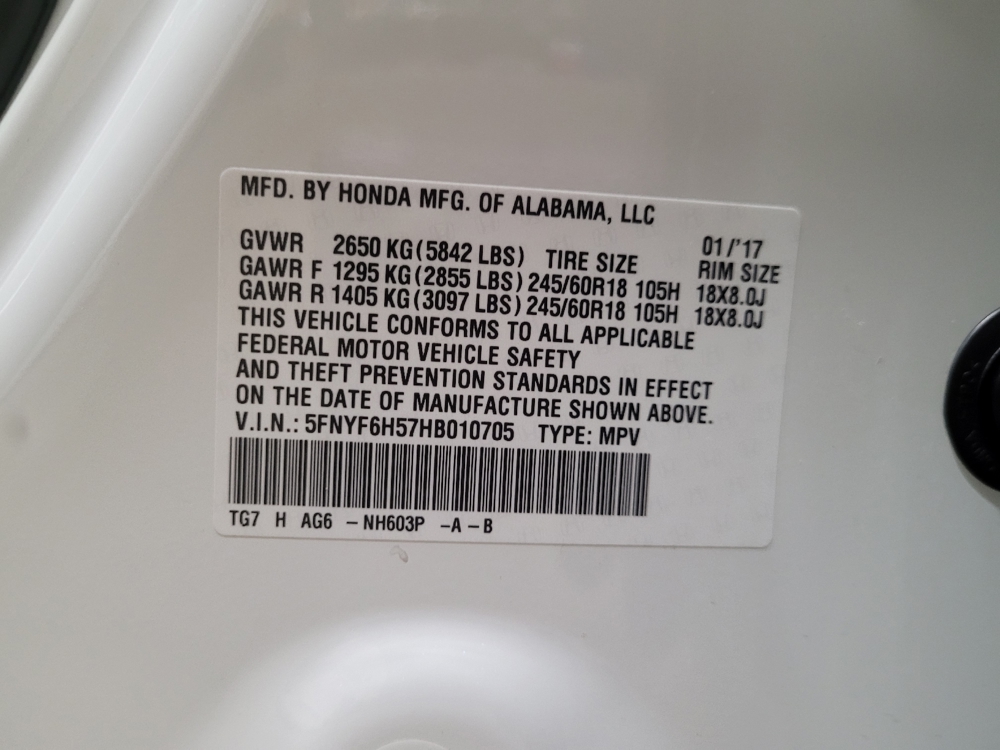 MFD. BY HONDA MFG. OF ALABAMA, LLC
01/'17
GVWR 2650 KG (5842 LBS) TIRE SIZE RIM SIZE
GAWR F 1295 KG (2855 LBS) 245/60R18 105H 18X8.0J
GAWR R 1405 KG (3097 LBS) 245/60R18 105H 18X8.0J
THIS VEHICLE CONFORMS TO ALL APPLICABLE
FEDERAL MOTOR VEHICLE SAFETY
AND THEFT PREVENTION STANDARDS IN EFFECT
ON THE DATE OF MANUFACTURE SHOWN ABOVE.
V.I.N.: 5FNYF6H57HB010705 TYPE: MPV
TG7 H AG6 – NH603P –A – B